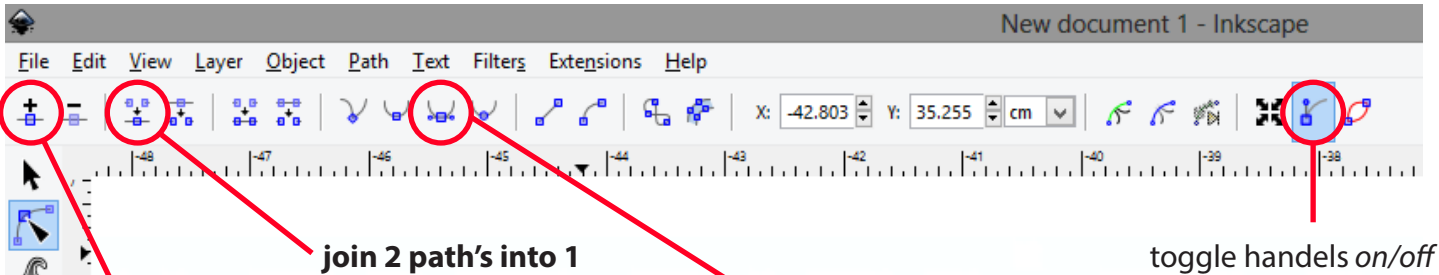 New document 1 - Inkscape
File Edit View Layer Object Path Text Filters Extensions Help
X: -42.803 Y: 35.255 cm
-48 -47 -46 -45 -44 -43 -42 -41 -40 -39 -38
join 2 path's into 1 toggle handels on/off